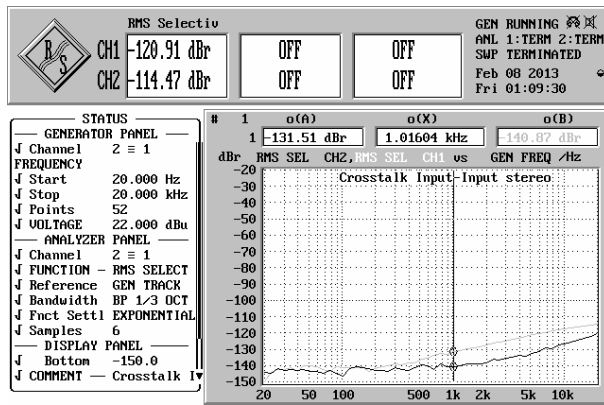 RMS Selectiv
R
S
CH1 -120.91 dBr
CH2 -114.47 dBr
OFF
OFF
OFF
OFF
GEN RUNNING
ANL 1:TERM 2:TERM
SWP TERMINATED
Feb 08 2013
Fri 01:09:30
STATUS
GENERATOR PANEL
Channel 2 ≡ 1
FREQUENCY
Start 20.000 Hz
Stop 20.000 kHz
Points 52
VOLTAGE 22.000 dBu
ANALYZER PANEL
Channel 2 ≡ 1
FUNCTION - RMS SELECT
Reference GEN TRACK
Bandwidth BP 1/3 OCT
Fnct Settl EXPONENTIAL
Samples 6
DISPLAY PANEL
Bottom -150.0
COMMENT — Crosstalk I
# 1 o(A) o(X) o(B)
1 -131.51 dBr 1.01604 kHz -140.87 dBr
dBr RMS SEL CH2, RMS SEL CH1 vs GEN FREQ /Hz
Crosstalk Input-Input stereo
-20
-30
-40
-50
-60
-70
-80
-90
-100
-110
-120
-130
-140
-150
20 50 100 500 1k 2k 5k 10k